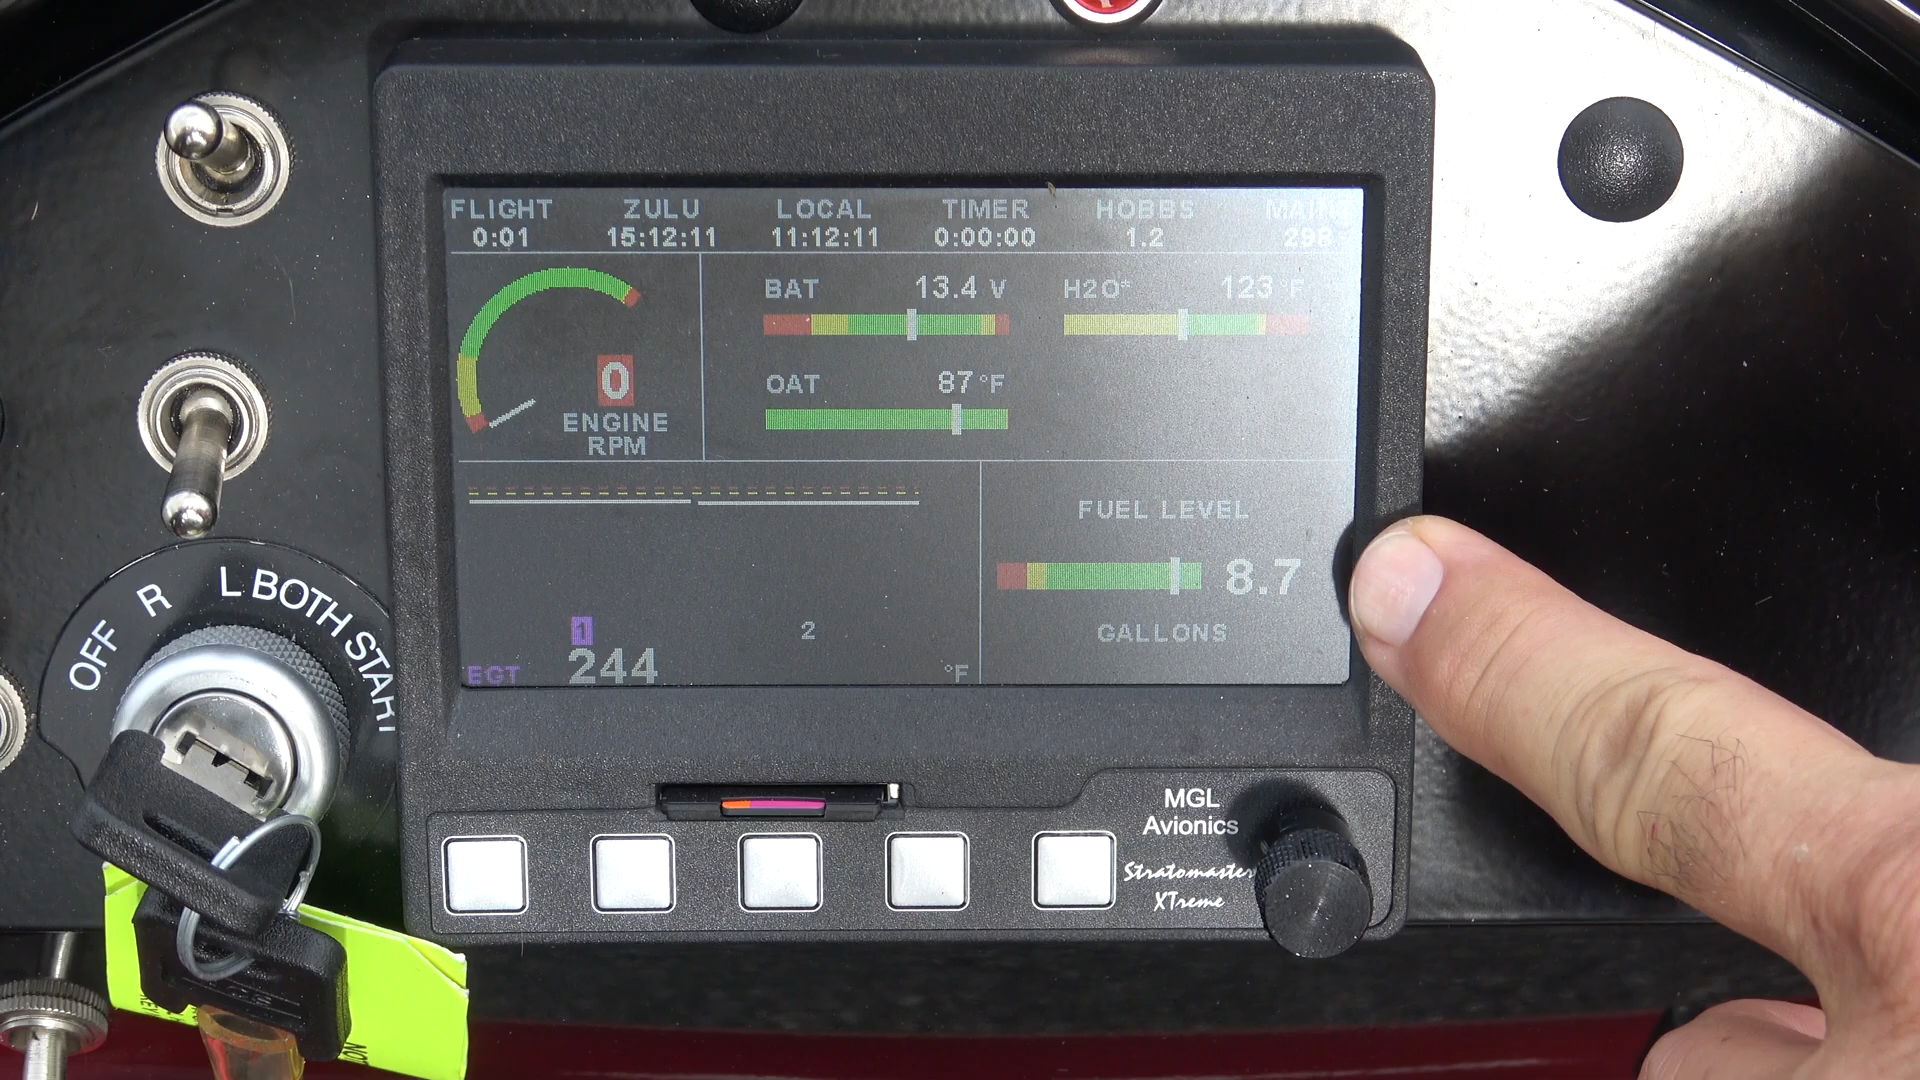 FLIGHT ZULU LOCAL TIMER HOBBS MAIN
0:01 15:12:11 11:12:11 0:00:00 1.2 298
BAT 13.4 V H2O* 123 °F
OAT 87 °F
0
ENGINE
RPM
FUEL LEVEL
8.7
GALLONS
1 2
EGT 244 °F
OFF R L BOTH START
MGL
Avionics
Stratomaster
XTreme